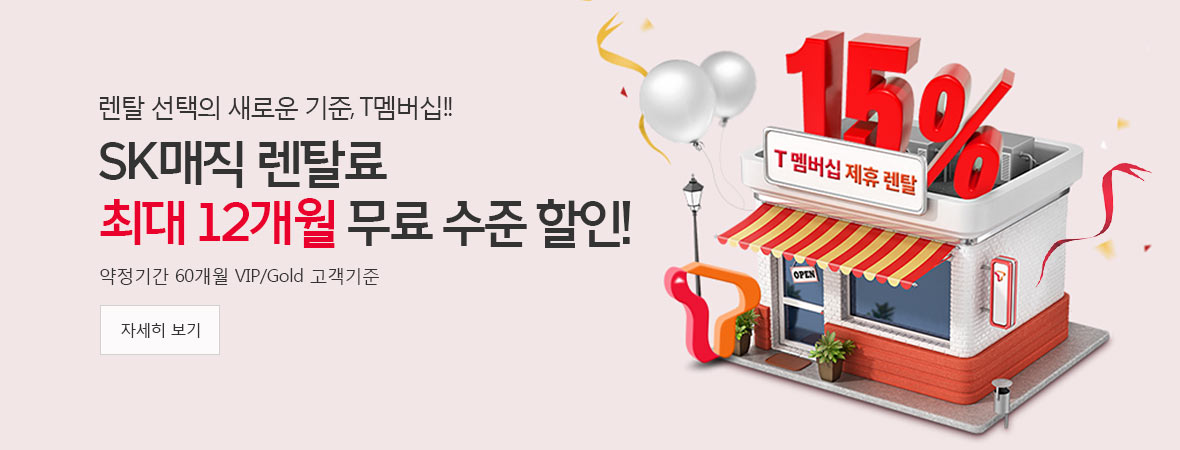 렌탈 선택의 새로운 기준, T멤버십!!
SK매직 렌탈료
최대 12개월 무료 수준 할인!
약정기간 60개월 VIP/Gold 고객기준
자세히 보기
15%
T 멤버십 제휴 렌탈
OPEN